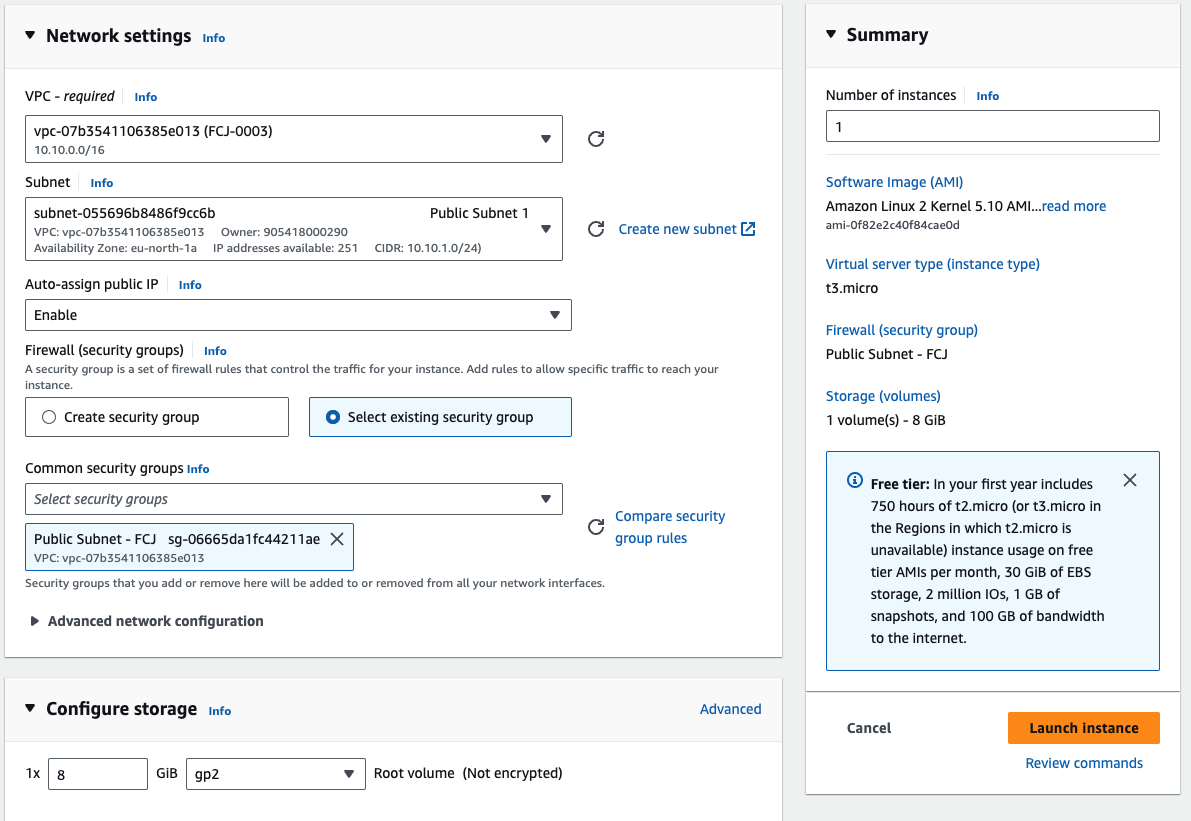 Network settings Info
VPC - required Info
vpc-07b3541106385e013 (FCJ-0003)
10.10.0.0/16
Subnet Info
subnet-055696b8486f9cc6b Public Subnet 1
VPC: vpc-07b3541106385e013 Owner: 905418000290
Availability Zone: eu-north-1a IP addresses available: 251 CIDR: 10.10.1.0/24)
Create new subnet
Auto-assign public IP Info
Enable
Firewall (security groups) Info
A security group is a set of firewall rules that control the traffic for your instance. Add rules to allow specific traffic to reach your
instance.
Create security group
Select existing security group
Common security groups Info
Select security groups
Public Subnet - FCJ sg-06665da1fc44211ae
VPC: vpc-07b3541106385e013
Compare security
group rules
Security groups that you add or remove here will be added to or removed from all your network interfaces.
Advanced network configuration
Configure storage Info
Advanced
1x 8 GiB gp2 Root volume (Not encrypted)
Summary
Number of instances Info
1
Software Image (AMI)
Amazon Linux 2 Kernel 5.10 AMI...read more
ami-0f82e2c40f84cae0d
Virtual server type (instance type)
t3.micro
Firewall (security group)
Public Subnet - FCJ
Storage (volumes)
1 volume(s) - 8 GiB
Free tier: In your first year includes
750 hours of t2.micro (or t3.micro in
the Regions in which t2.micro is
unavailable) instance usage on free
tier AMIs per month, 30 GiB of EBS
storage, 2 million IOs, 1 GB of
snapshots, and 100 GB of bandwidth
to the internet.
Cancel
Launch instance
Review commands